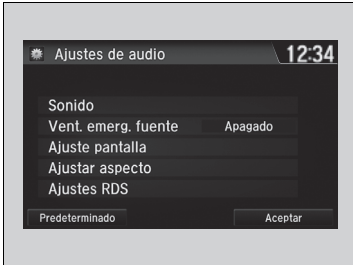 Ajustes de audio 12:34
Sonido
Vent. emerg. fuente Apagado
Ajuste pantalla
Ajustar aspecto
Ajustes RDS
Predeterminado Aceptar